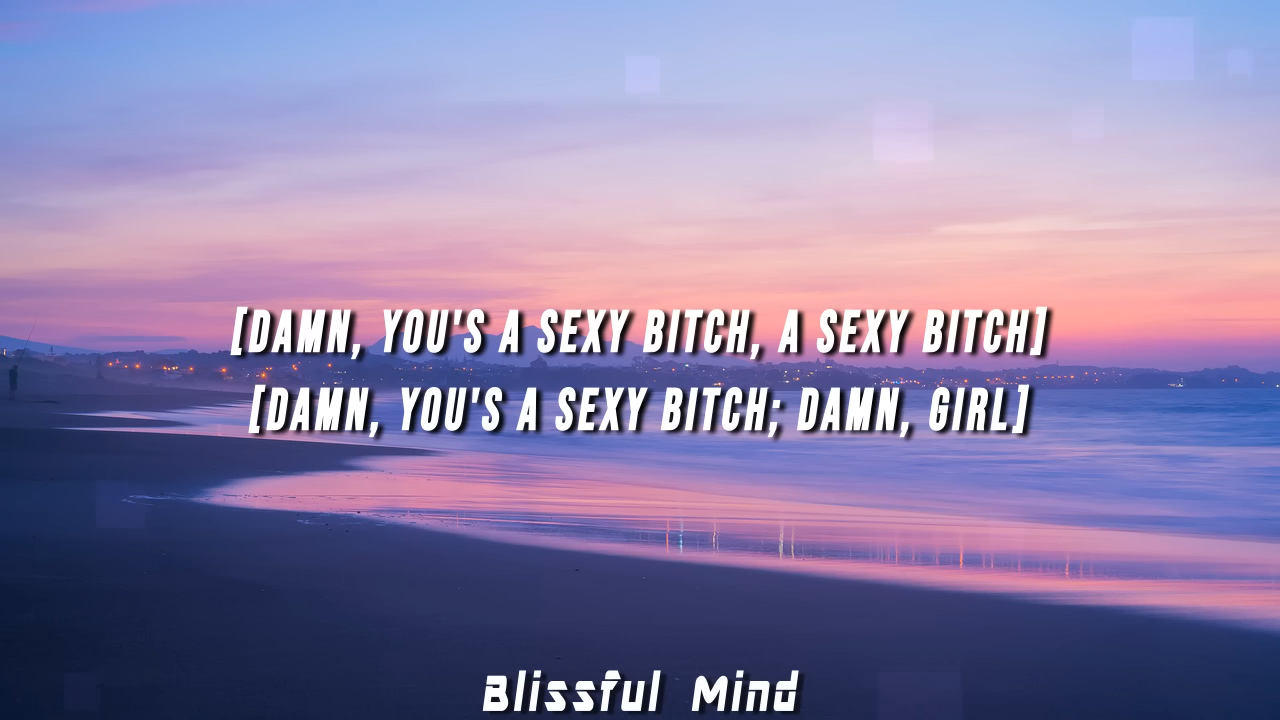 [DAMN, YOU'S A SEXY BITCH, A SEXY BITCH]
[DAMN, YOU'S A SEXY BITCH; DAMN, GIRL]
Blissful Mind